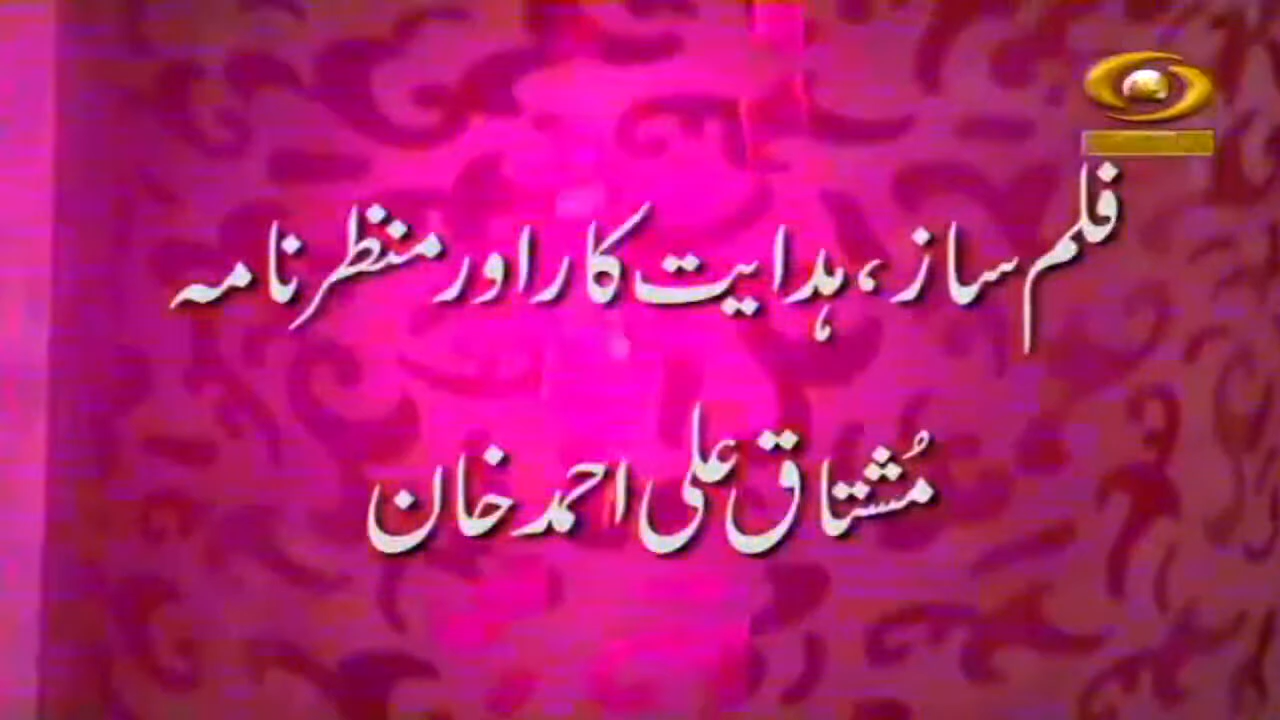 فلم ساز، ہدایت کار اور منظر نامہ
مُشتاق علی احمد خان